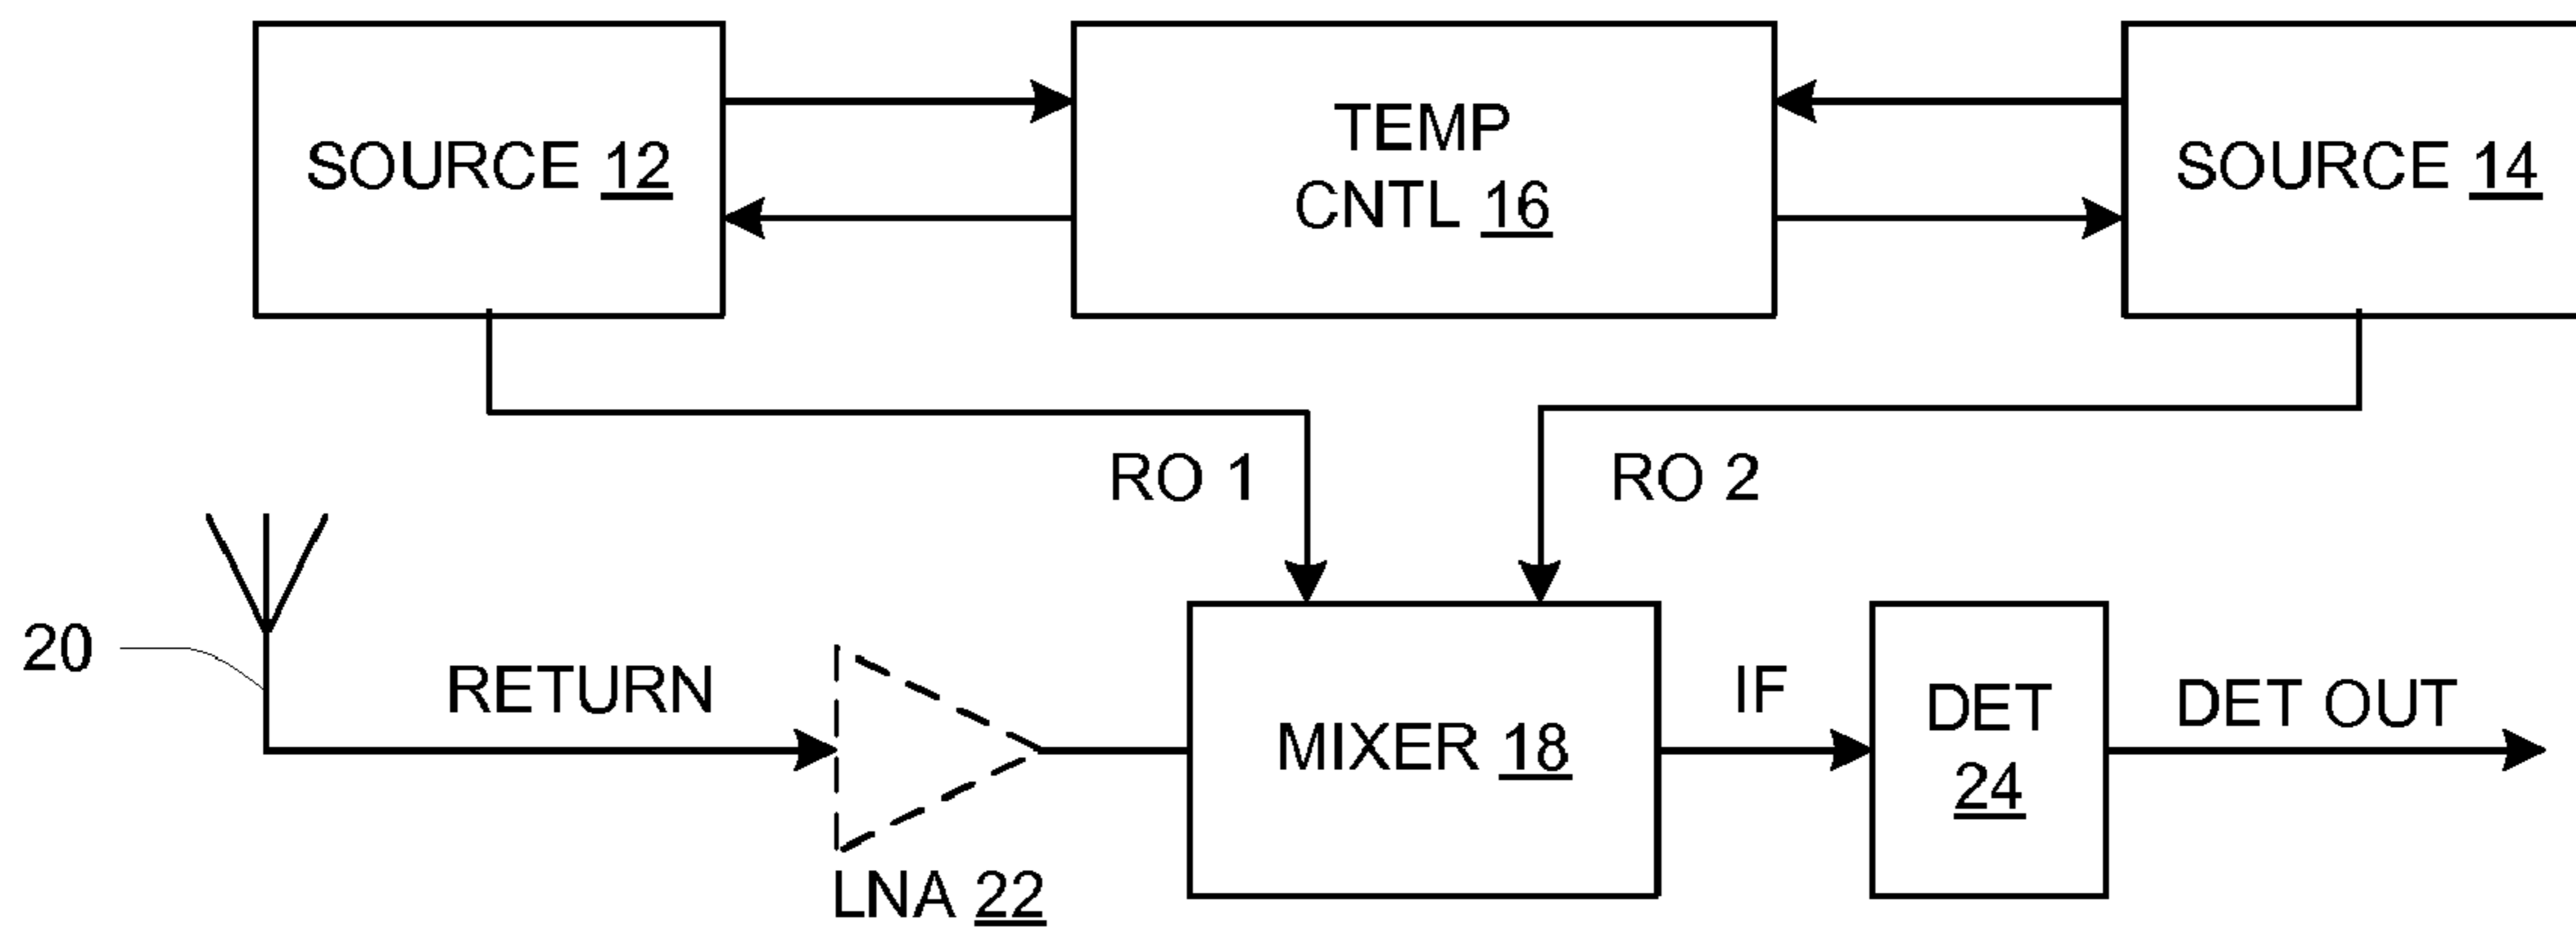 SOURCE 12
TEMP
CNTL 16
SOURCE 14
RO 1
RO 2
20
RETURN
LNA 22
MIXER 18
IF
DET
24
DET OUT